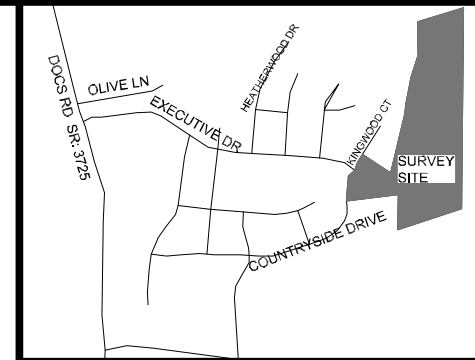 HEATHERWOOD DR
OLIVE LN
DOCS RD SR: 3725
EXECUTIVE DR
KINGWOOD CT
SURVEY
SITE
COUNTRYSIDE DRIVE